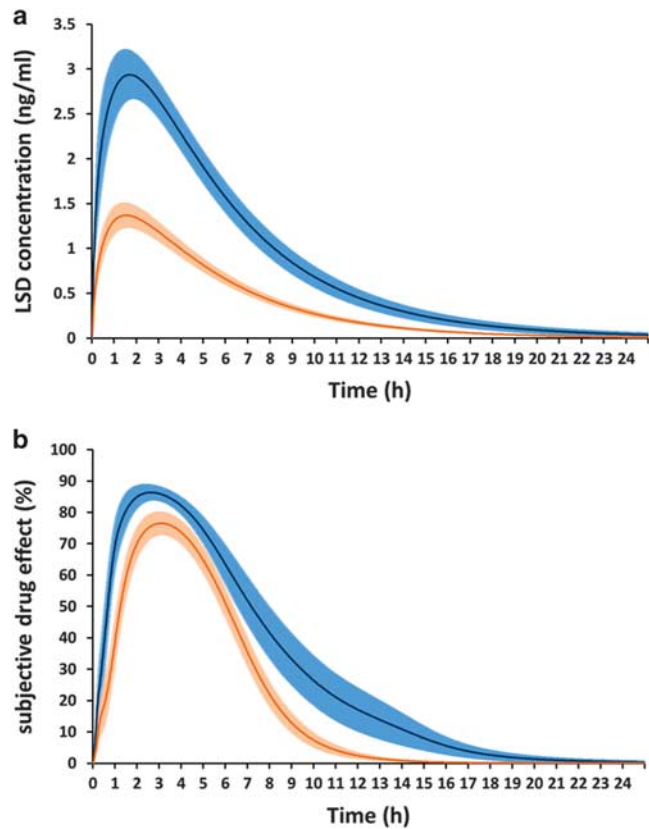 a
LSD concentration (ng/ml)
3.5
3
2.5
2
1.5
1
0.5
0
0 1 2 3 4 5 6 7 8 9 10 11 12 13 14 15 16 17 18 19 20 21 22 23 24
Time (h)
b
subjective drug effect (%)
100
90
80
70
60
50
40
30
20
10
0
0 1 2 3 4 5 6 7 8 9 10 11 12 13 14 15 16 17 18 19 20 21 22 23 24
Time (h)